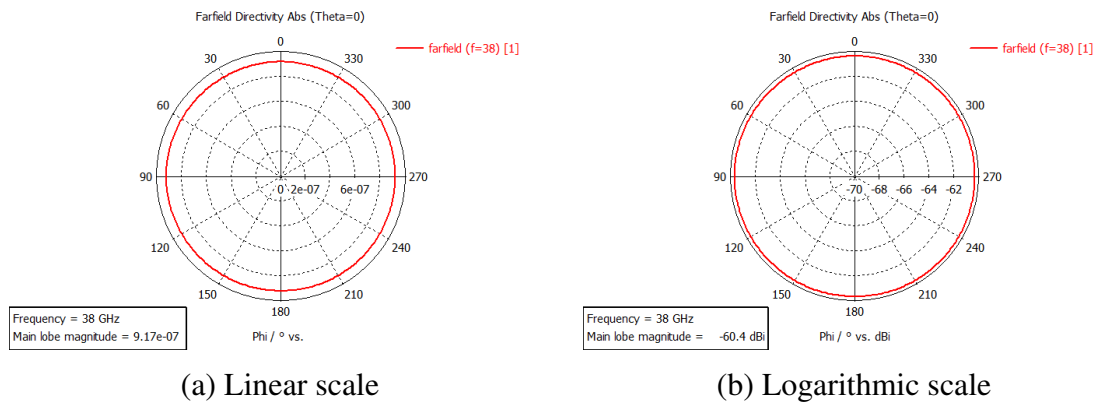 Farfield Directivity Abs (Theta=0)
farfield (f=38) [1]
0
30
330
60
300
90
0
2e-07
6e-07
270
120
240
150
210
180
Frequency = 38 GHz
Main lobe magnitude = 9.17e-07
Phi / ° vs.
(a) Linear scale
Farfield Directivity Abs (Theta=0)
farfield (f=38) [1]
0
30
330
60
300
90
-70
-68
-66
-64
-62
270
120
240
150
210
180
Frequency = 38 GHz
Main lobe magnitude = -60.4 dBi
Phi / ° vs. dBi
(b) Logarithmic scale